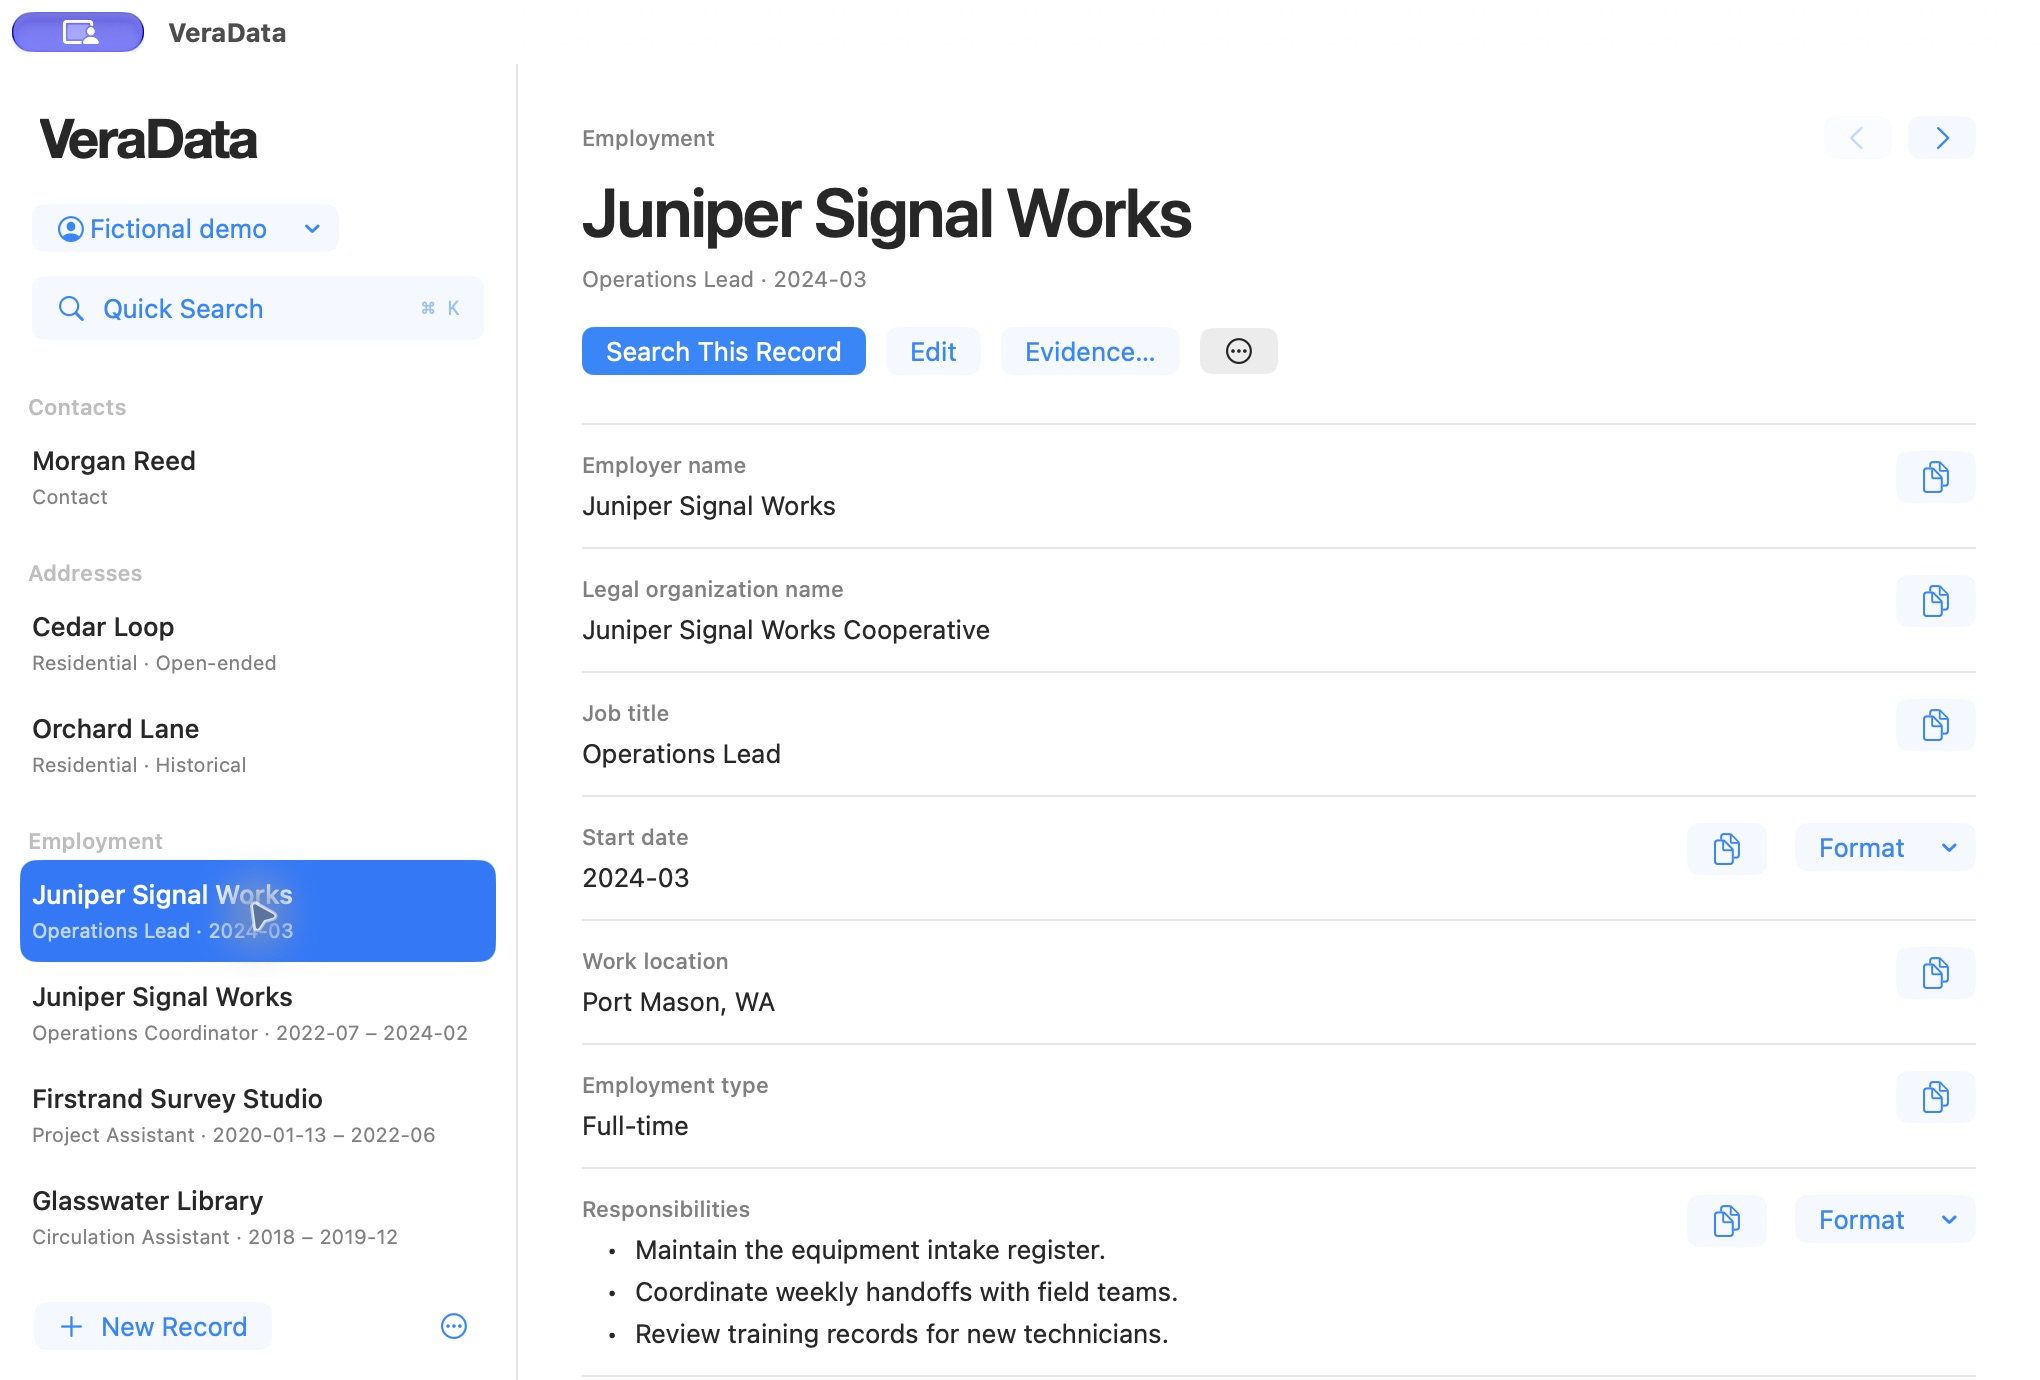 VeraData
VeraData
Fictional demo
Quick Search ⌘ K
Contacts
Morgan Reed
Contact
Addresses
Cedar Loop
Residential · Open-ended
Orchard Lane
Residential · Historical
Employment
Juniper Signal Works
Operations Lead · 2024-03
Juniper Signal Works
Operations Coordinator · 2022-07 – 2024-02
Firstrand Survey Studio
Project Assistant · 2020-01-13 – 2022-06
Glasswater Library
Circulation Assistant · 2018 – 2019-12
New Record
Employment
Juniper Signal Works
Operations Lead · 2024-03
Search This Record Edit Evidence...
Employer name
Juniper Signal Works
Legal organization name
Juniper Signal Works Cooperative
Job title
Operations Lead
Start date
2024-03
Format
Work location
Port Mason, WA
Employment type
Full-time
Responsibilities
Format
• Maintain the equipment intake register.
• Coordinate weekly handoffs with field teams.
• Review training records for new technicians.